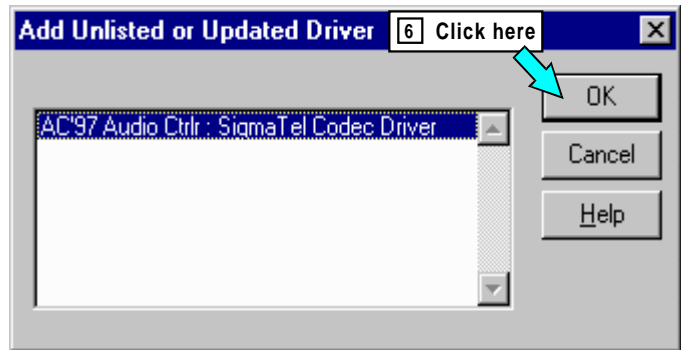 Add Unlisted or Updated Driver
6 Click here
AC'97 Audio Ctrlr : SigmaTel Codec Driver
OK
Cancel
Help